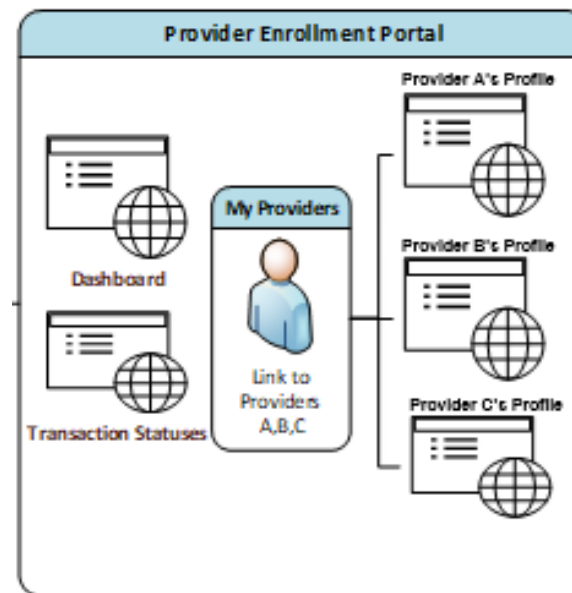 Provider Enrollment Portal
Dashboard
Transaction Statuses
My Providers
Link to
Providers
A,B,C
Provider A's Profile
Provider B's Profile
Provider C's Profile